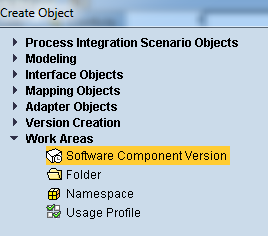 Create Object
Process Integration Scenario Objects
Modeling
Interface Objects
Mapping Objects
Adapter Objects
Version Creation
Work Areas
Software Component Version
Folder
Namespace
Usage Profile